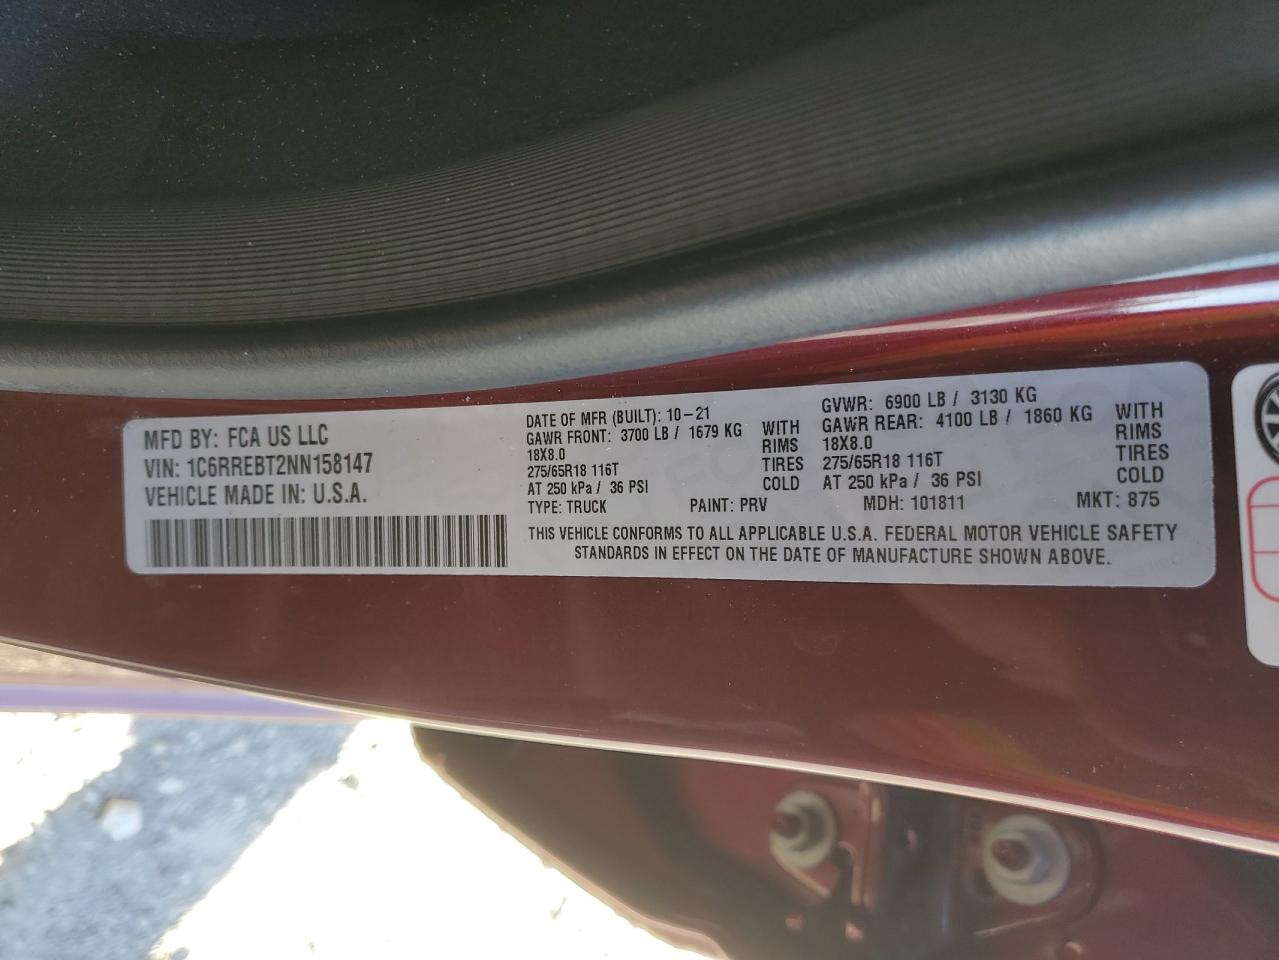 MFD BY: FCA US LLC
VIN: 1C6RREBT2NN158147
VEHICLE MADE IN: U.S.A.
DATE OF MFR (BUILT): 10-21
GAWR FRONT: 3700 LB / 1679 KG WITH
18X8.0 RIMS
275/65R18 116T TIRES
AT 250 kPa / 36 PSI COLD
GVWR: 6900 LB / 3130 KG
GAWR REAR: 4100 LB / 1860 KG WITH
18X8.0 RIMS
275/65R18 116T TIRES
AT 250 kPa / 36 PSI COLD
TYPE: TRUCK PAINT: PRV MDH: 101811 MKT: 875
THIS VEHICLE CONFORMS TO ALL APPLICABLE U.S.A. FEDERAL MOTOR VEHICLE SAFETY
STANDARDS IN EFFECT ON THE DATE OF MANUFACTURE SHOWN ABOVE.